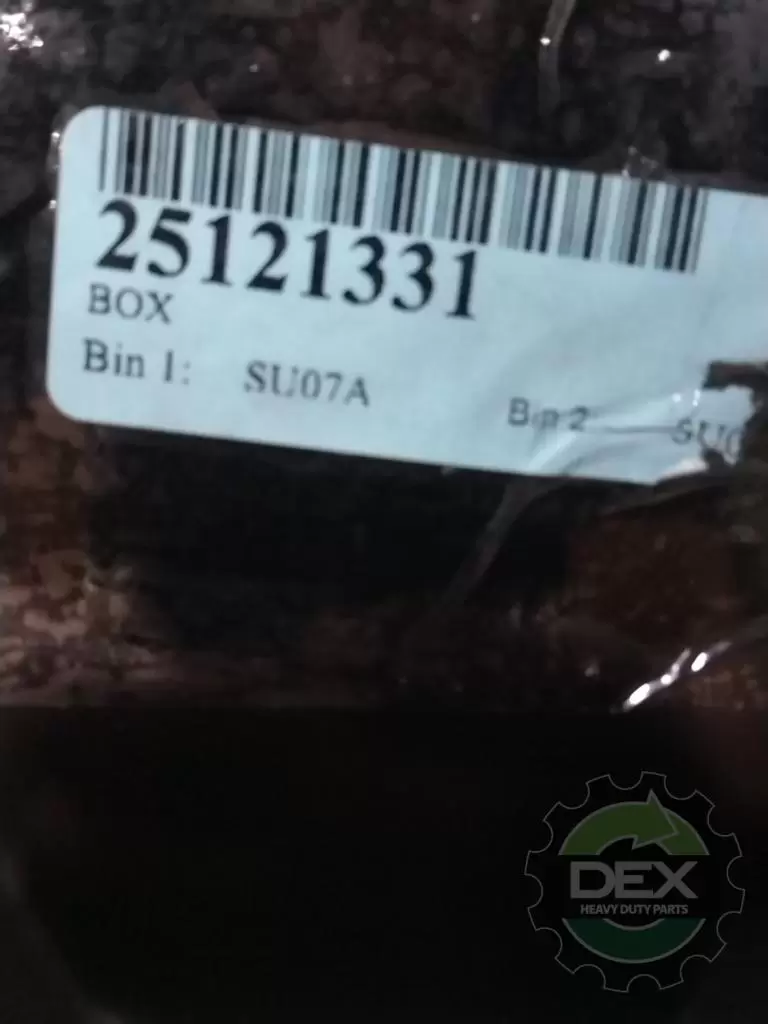 25121331
BOX
Bin 1: SU07A Bin 2
DEX
HEAVY DUTY PARTS